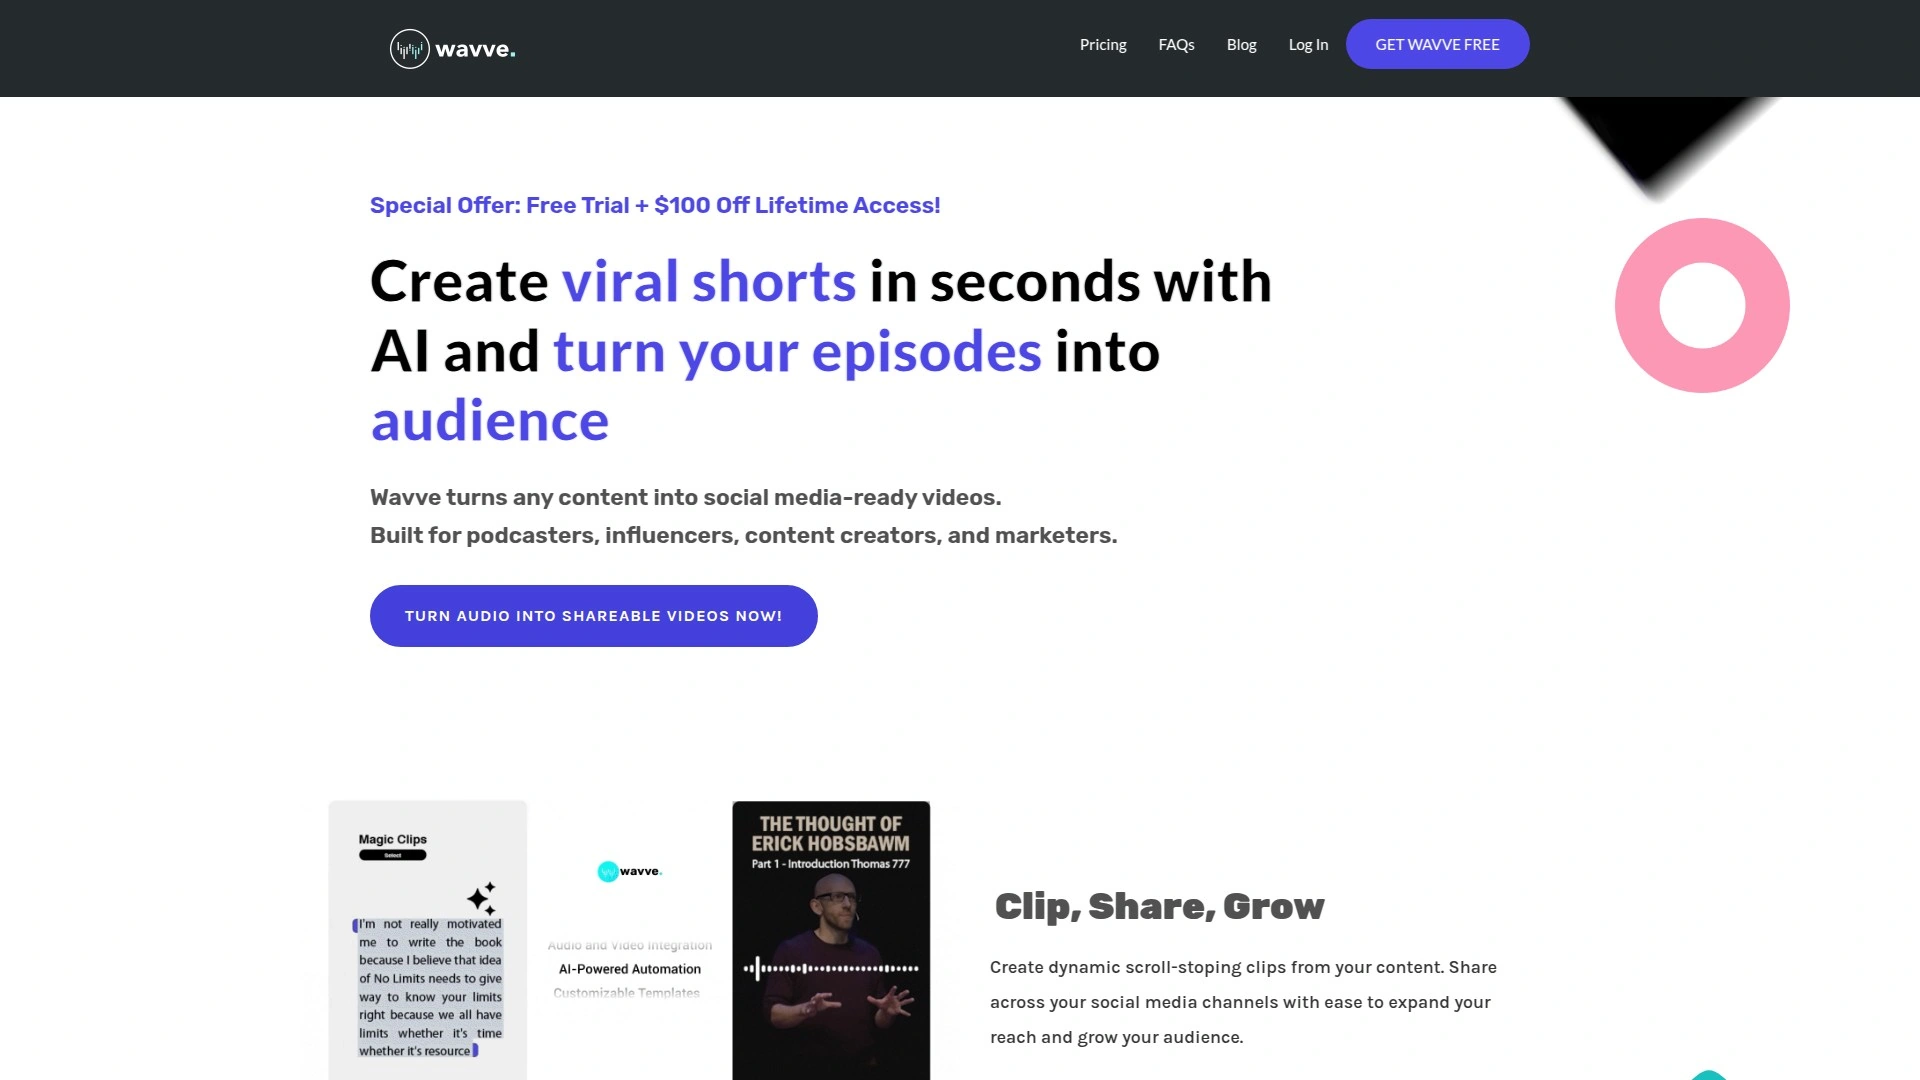 wavve.
Pricing
FAQs
Blog
Log In
GET WAVVE FREE
Special Offer: Free Trial + $100 Off Lifetime Access!
Create viral shorts in seconds with
AI and turn your episodes into
audience
Wavve turns any content into social media-ready videos.
Built for podcasters, influencers, content creators, and marketers.
TURN AUDIO INTO SHAREABLE VIDEOS NOW!
Magic Clips
Select
I'm not really motivated
me to write the book
because I believe that idea
of No Limits needs to give
way to know your limits
right because we all have
limits whether it's time
whether it's resource
wavve.
Audio and Video Integration
AI-Powered Automation
Customizable Templates
THE THOUGHT OF
ERICK HOBSBAWM
Part 1 - Introduction Thomas 777
Clip, Share, Grow
Create dynamic scroll-stoping clips from your content. Share
across your social media channels with ease to expand your
reach and grow your audience.